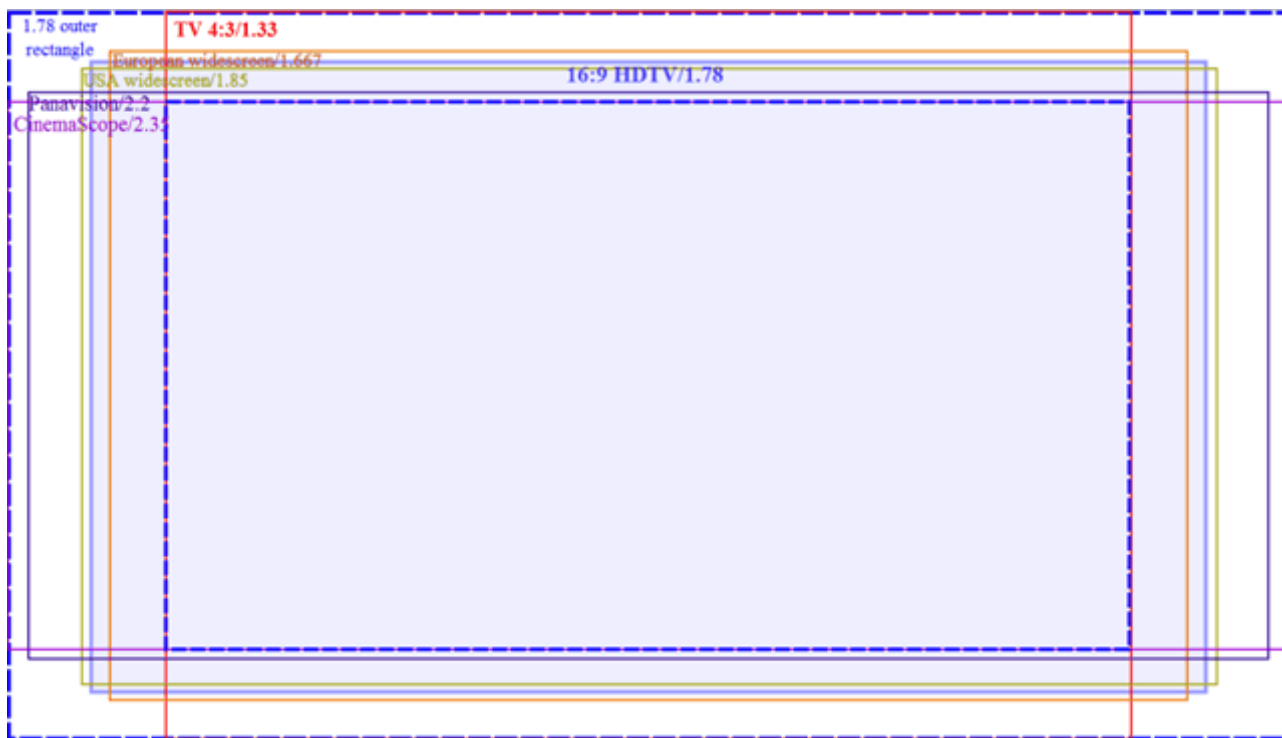 1.78 outer
rectangle
TV 4:3/1.33
European widescreen/1.667
16:9 HDTV/1.78
USA widescreen/1.85
Panavision/2.2
CinemaScope/2.35